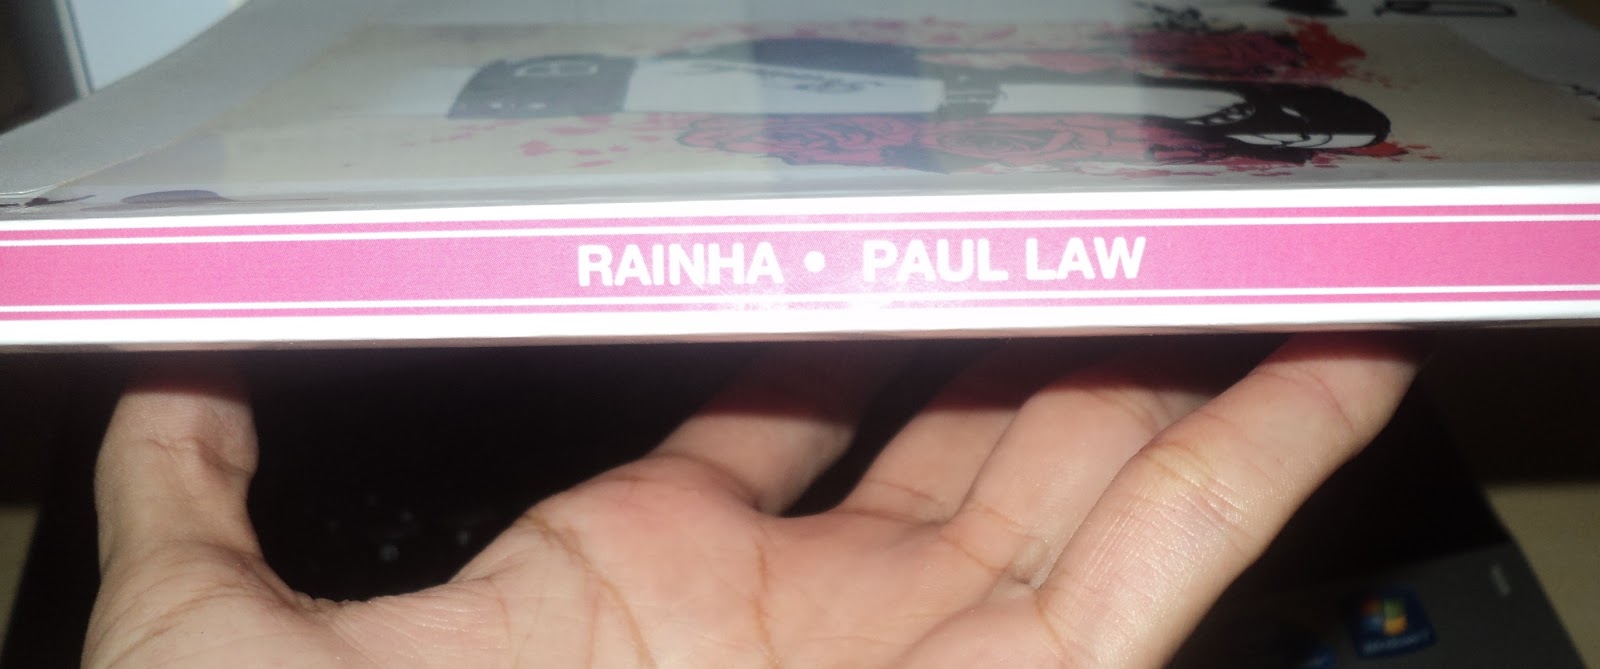 RAINHA • PAUL LAW